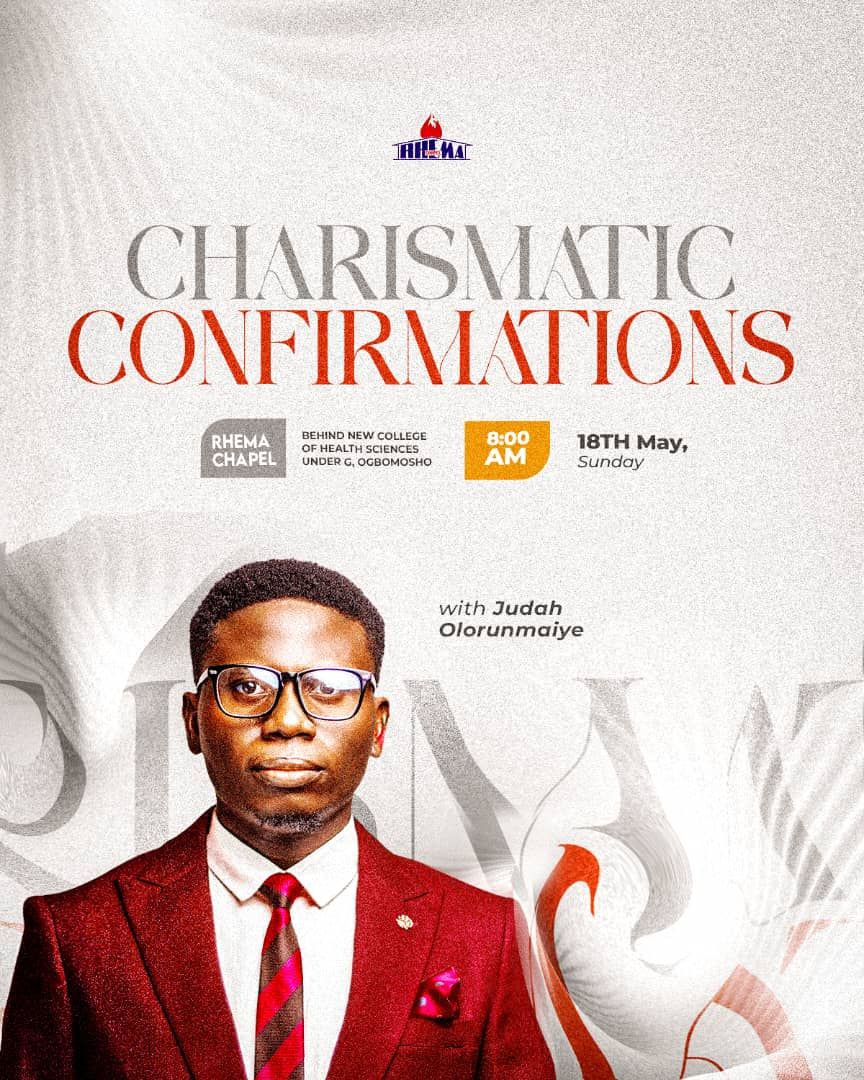 RHEMA
CHARISMATIC
CONFIRMATIONS
RHEMA
CHAPEL
BEHIND NEW COLLEGE
OF HEALTH SCIENCES
UNDER G, OGBOMOSHO
8:00
AM
18TH May,
Sunday
with Judah
Olorunmaiye